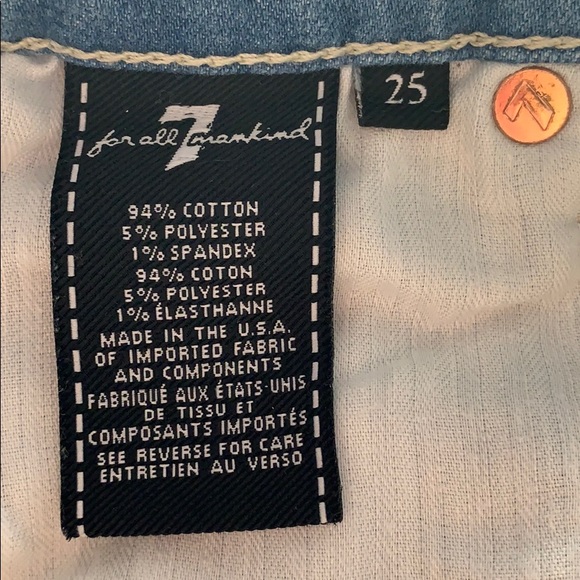 7
for all mankind
25
94% COTTON
5% POLYESTER
1% SPANDEX
94% COTON
5% POLYESTER
1% ÉLASTHANNE
MADE IN THE U.S.A.
OF IMPORTED FABRIC
AND COMPONENTS
FABRIQUÉ AUX ÉTATS-UNIS
DE TISSU ET
COMPOSANTS IMPORTÉS
SEE REVERSE FOR CARE
ENTRETIEN AU VERSO